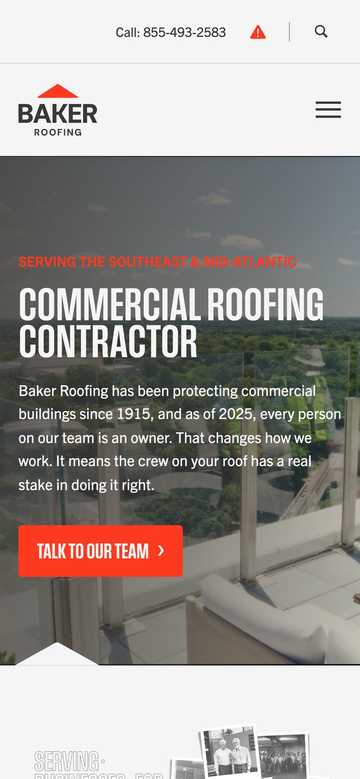 Call: 855-493-2583
BAKER
ROOFING
SERVING THE SOUTHEAST & MID-ATLANTIC
COMMERCIAL ROOFING
CONTRACTOR
Baker Roofing has been protecting commercial
buildings since 1915, and as of 2025, every person
on our team is an owner. That changes how we
work. It means the crew on your roof has a real
stake in doing it right.
TALK TO OUR TEAM
SERVING
BUSINESSES FOR